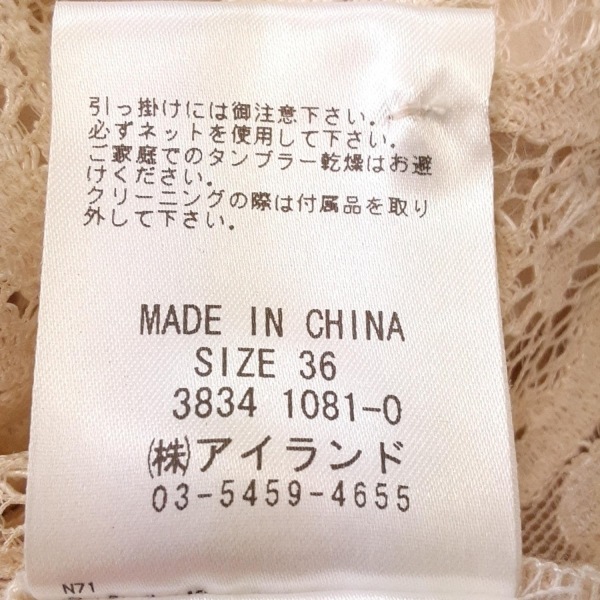 引っ掛けには御注意下さい。
必ずネットを使用して下さい。
ご家庭でのタンブラー乾燥はお避
けください。
クリーニングの際は付属品を取り
外して下さい。
MADE IN CHINA
SIZE 36
3834 1081-0
㈱アイランド
03-5459-4655
N71